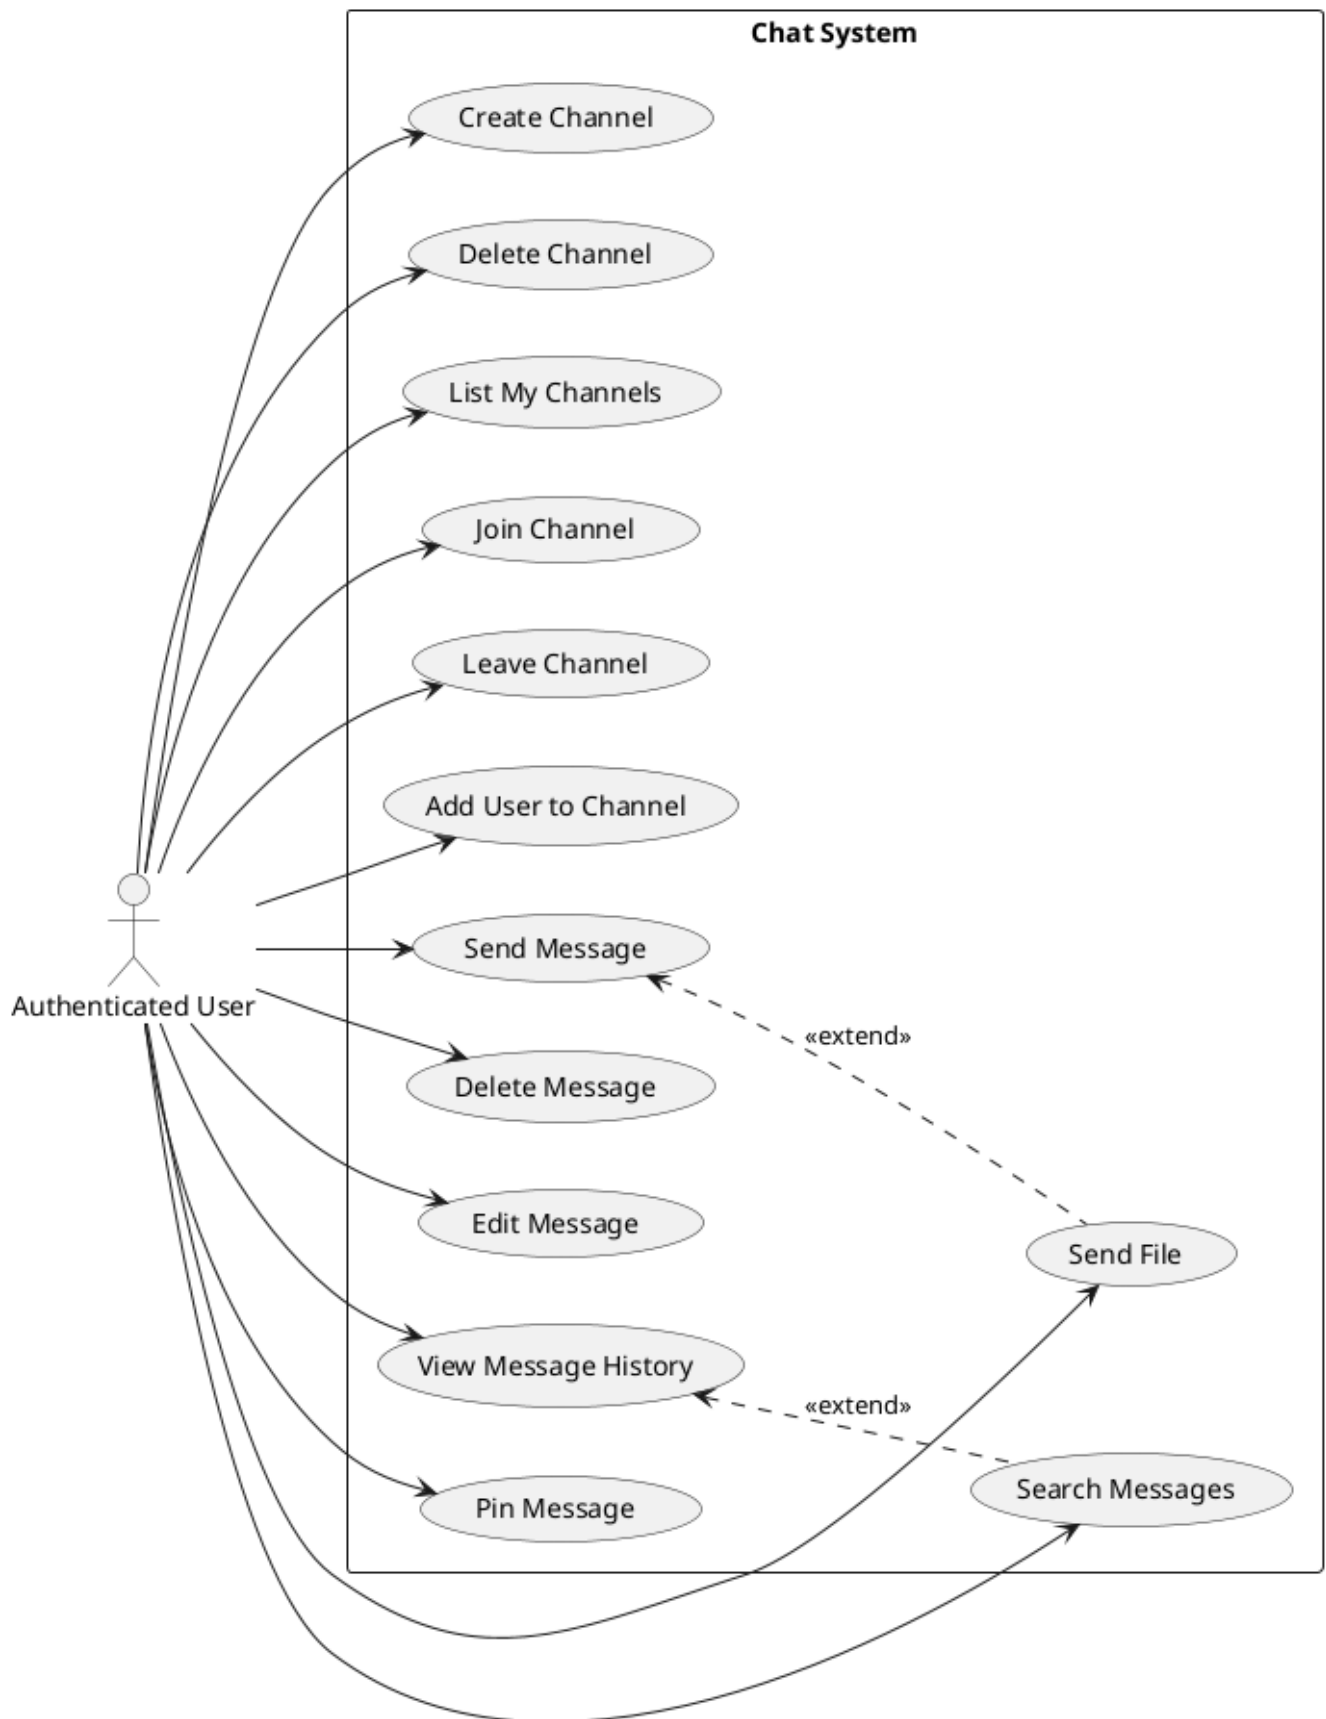 Chat System
Create Channel
Delete Channel
List My Channels
Join Channel
Leave Channel
Add User to Channel
Send Message
Authenticated User
«extend»
Delete Message
Edit Message
Send File
View Message History
«extend»
Search Messages
Pin Message